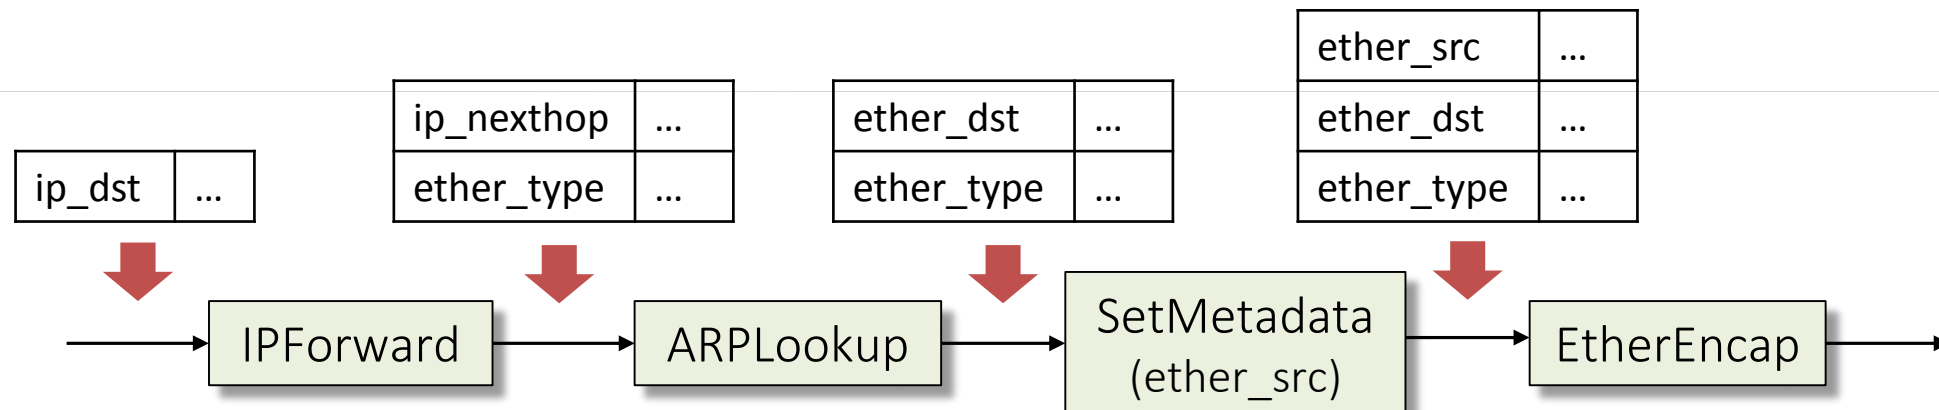 ip_dst ...
ip_nexthop ...
ether_type ...
ether_dst ...
ether_type ...
ether_src ...
ether_dst ...
ether_type ...
IPForward
ARPLookup
SetMetadata
(ether_src)
EtherEncap